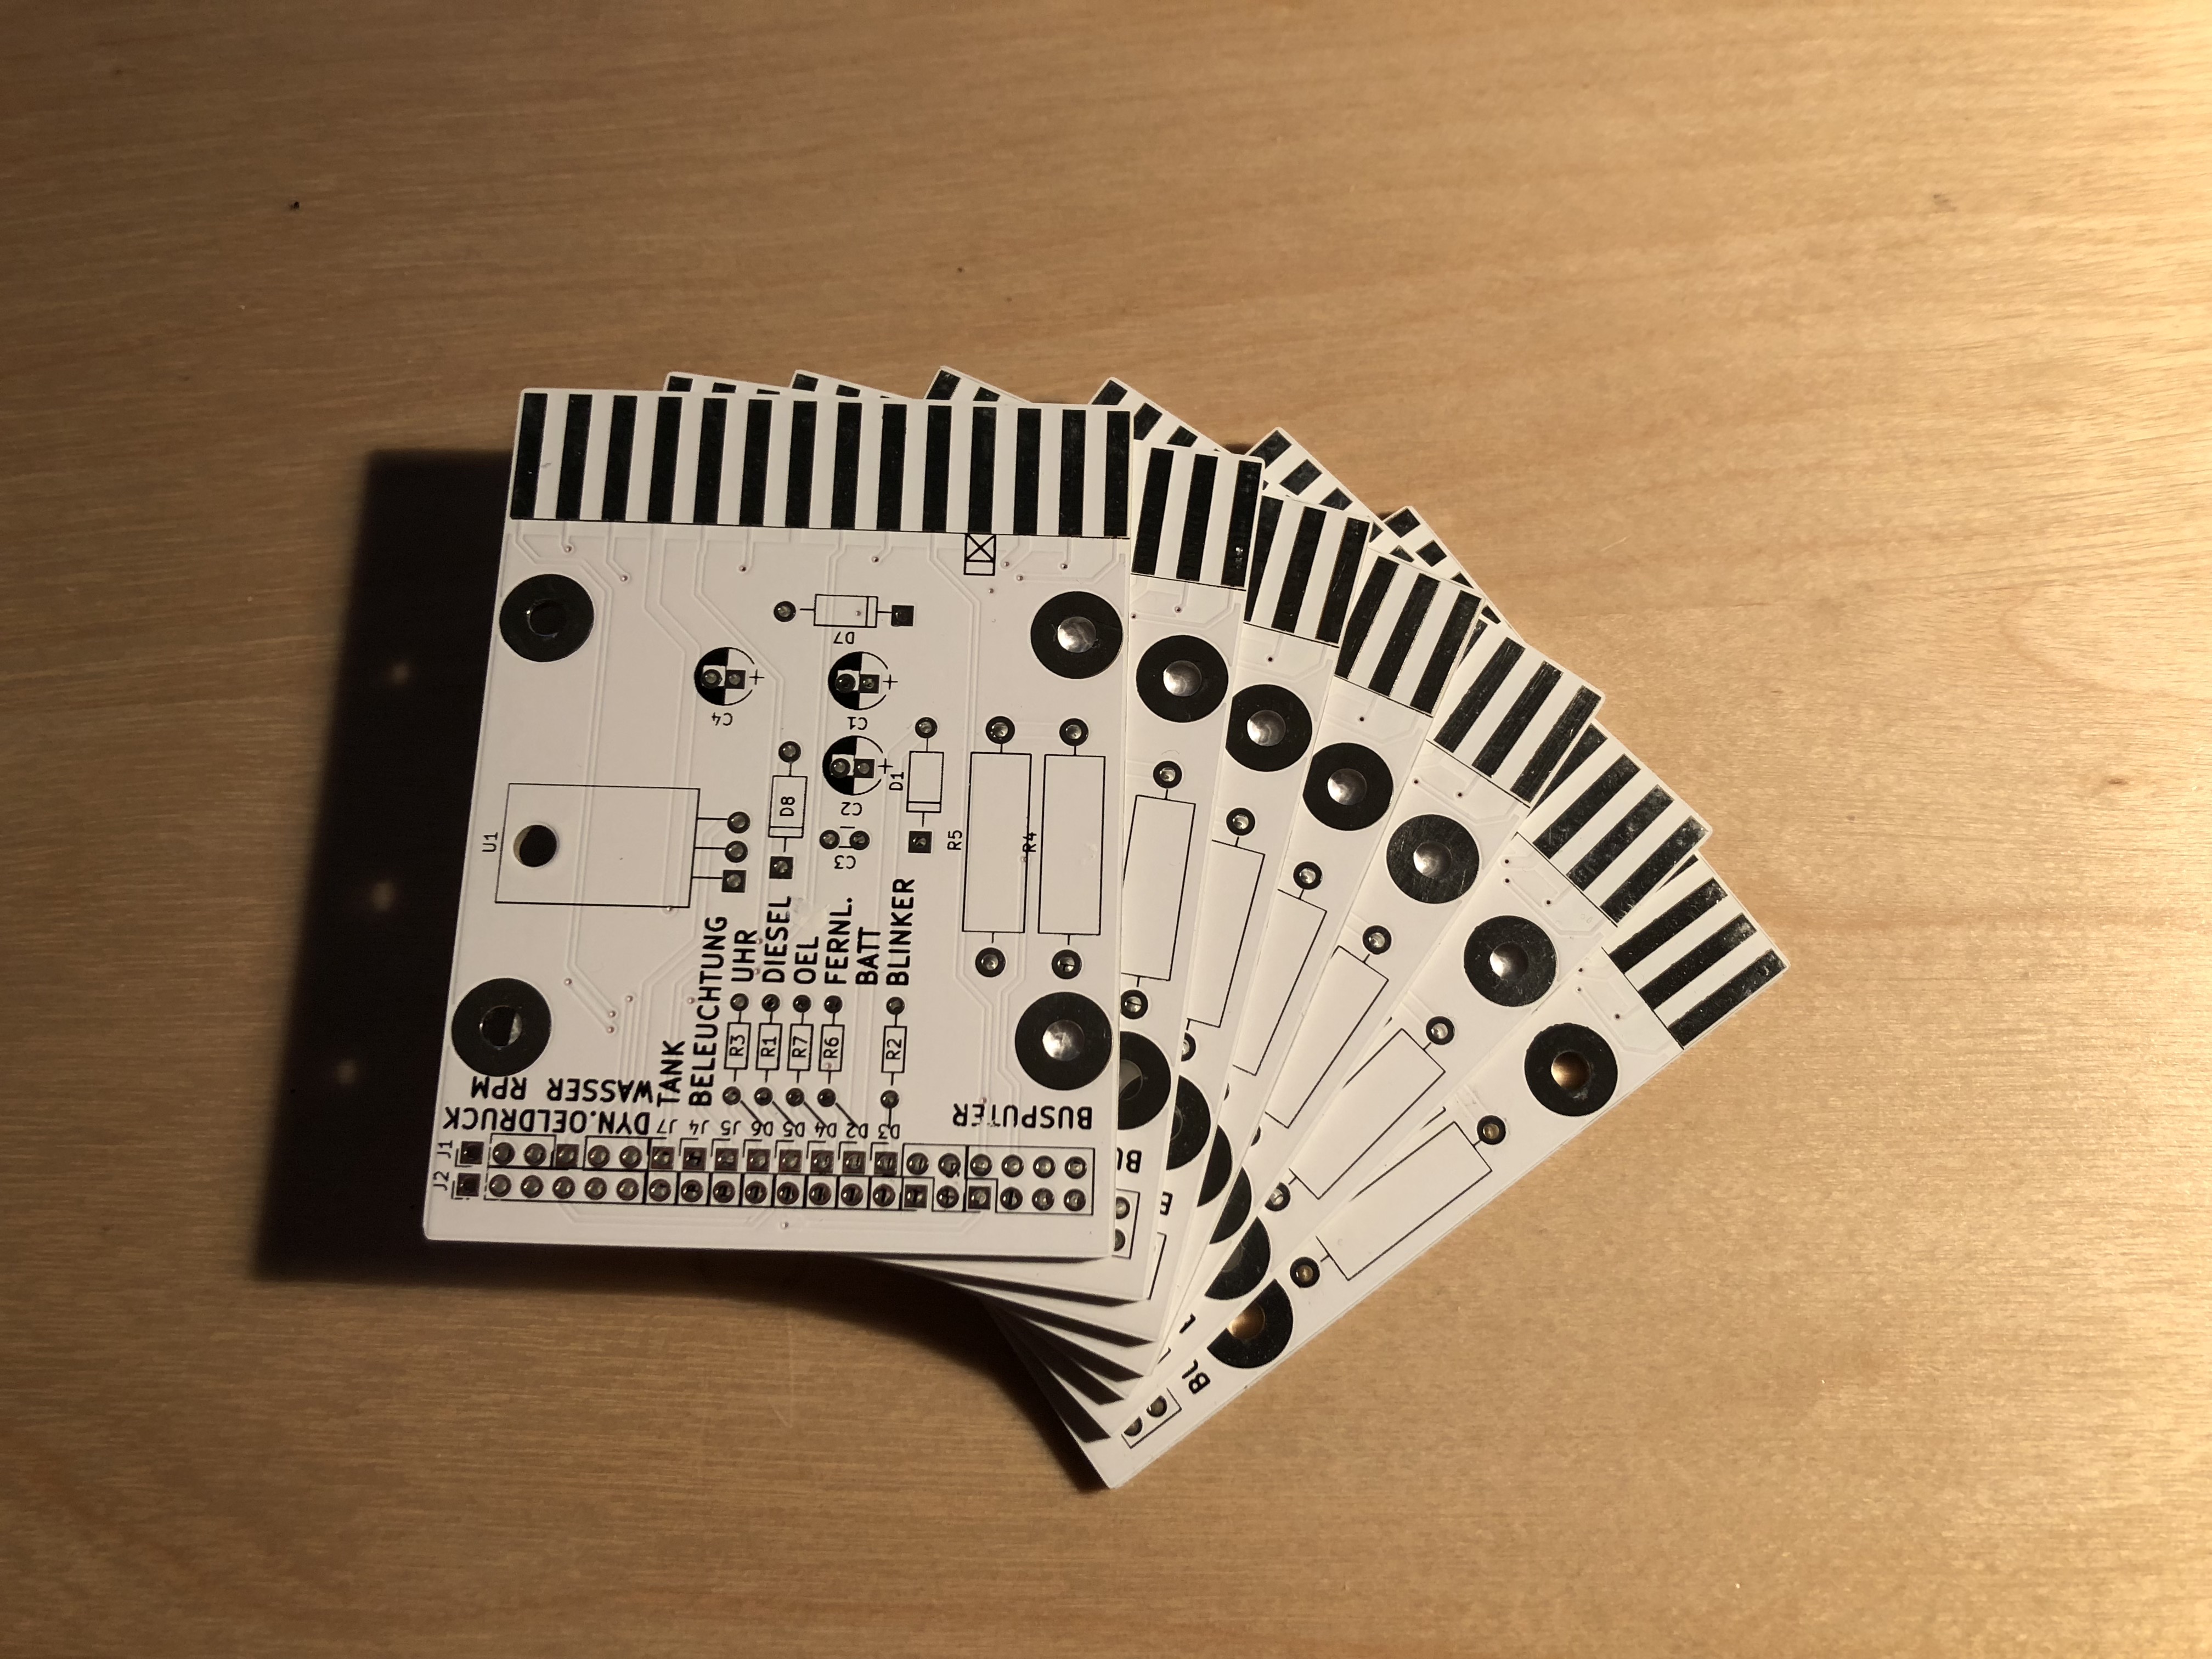 J2 J1
DYN.OELDRUCK
WASSER RPM
U1
J7 TANK
J4 BELEUCHTUNG
J5
D6 R3 UHR
D5 R1 DIESEL
D4 R7 OEL
D2 R6 FERNL.
BATT
D3 R2 BLINKER
C4
+
D8
C3
C2
+
C1
+
D7
D1
R5
R4
BUSPUTER
BU
B
BU